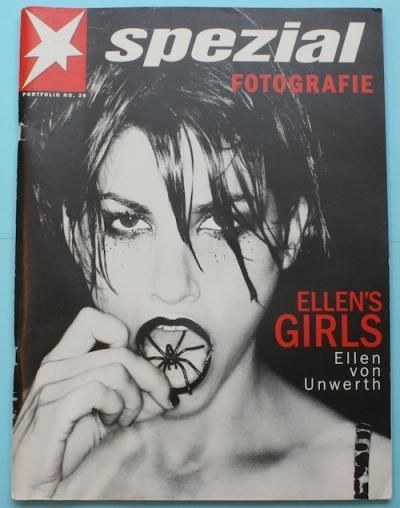 spezial
FOTOGRAFIE
PORTFOLIO NO. 28
ELLEN'S
GIRLS
Ellen
von
Unwerth